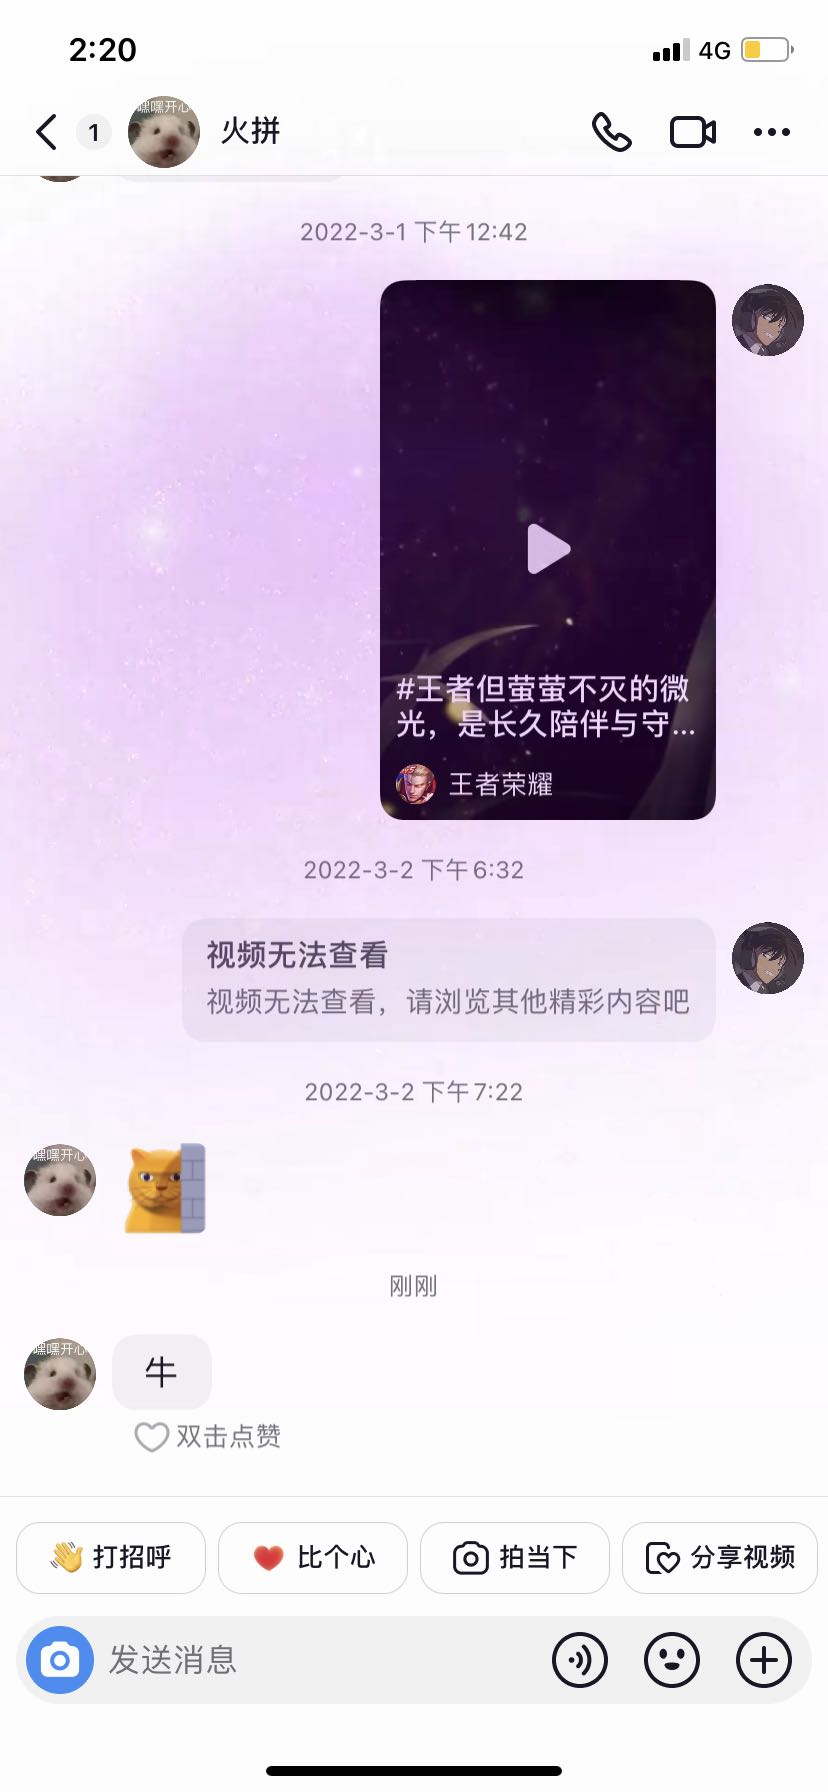 2:20
4G
1
嘿嘿开心
火拼
2022-3-1 下午12:42
#王者但萤萤不灭的微
光，是长久陪伴与守...
王者荣耀
2022-3-2 下午6:32
视频无法查看
视频无法查看，请浏览其他精彩内容吧
2022-3-2 下午7:22
嘿嘿开心
刚刚
嘿嘿开心
牛
双击点赞
打招呼
比个心
拍当下
分享视频
发送消息